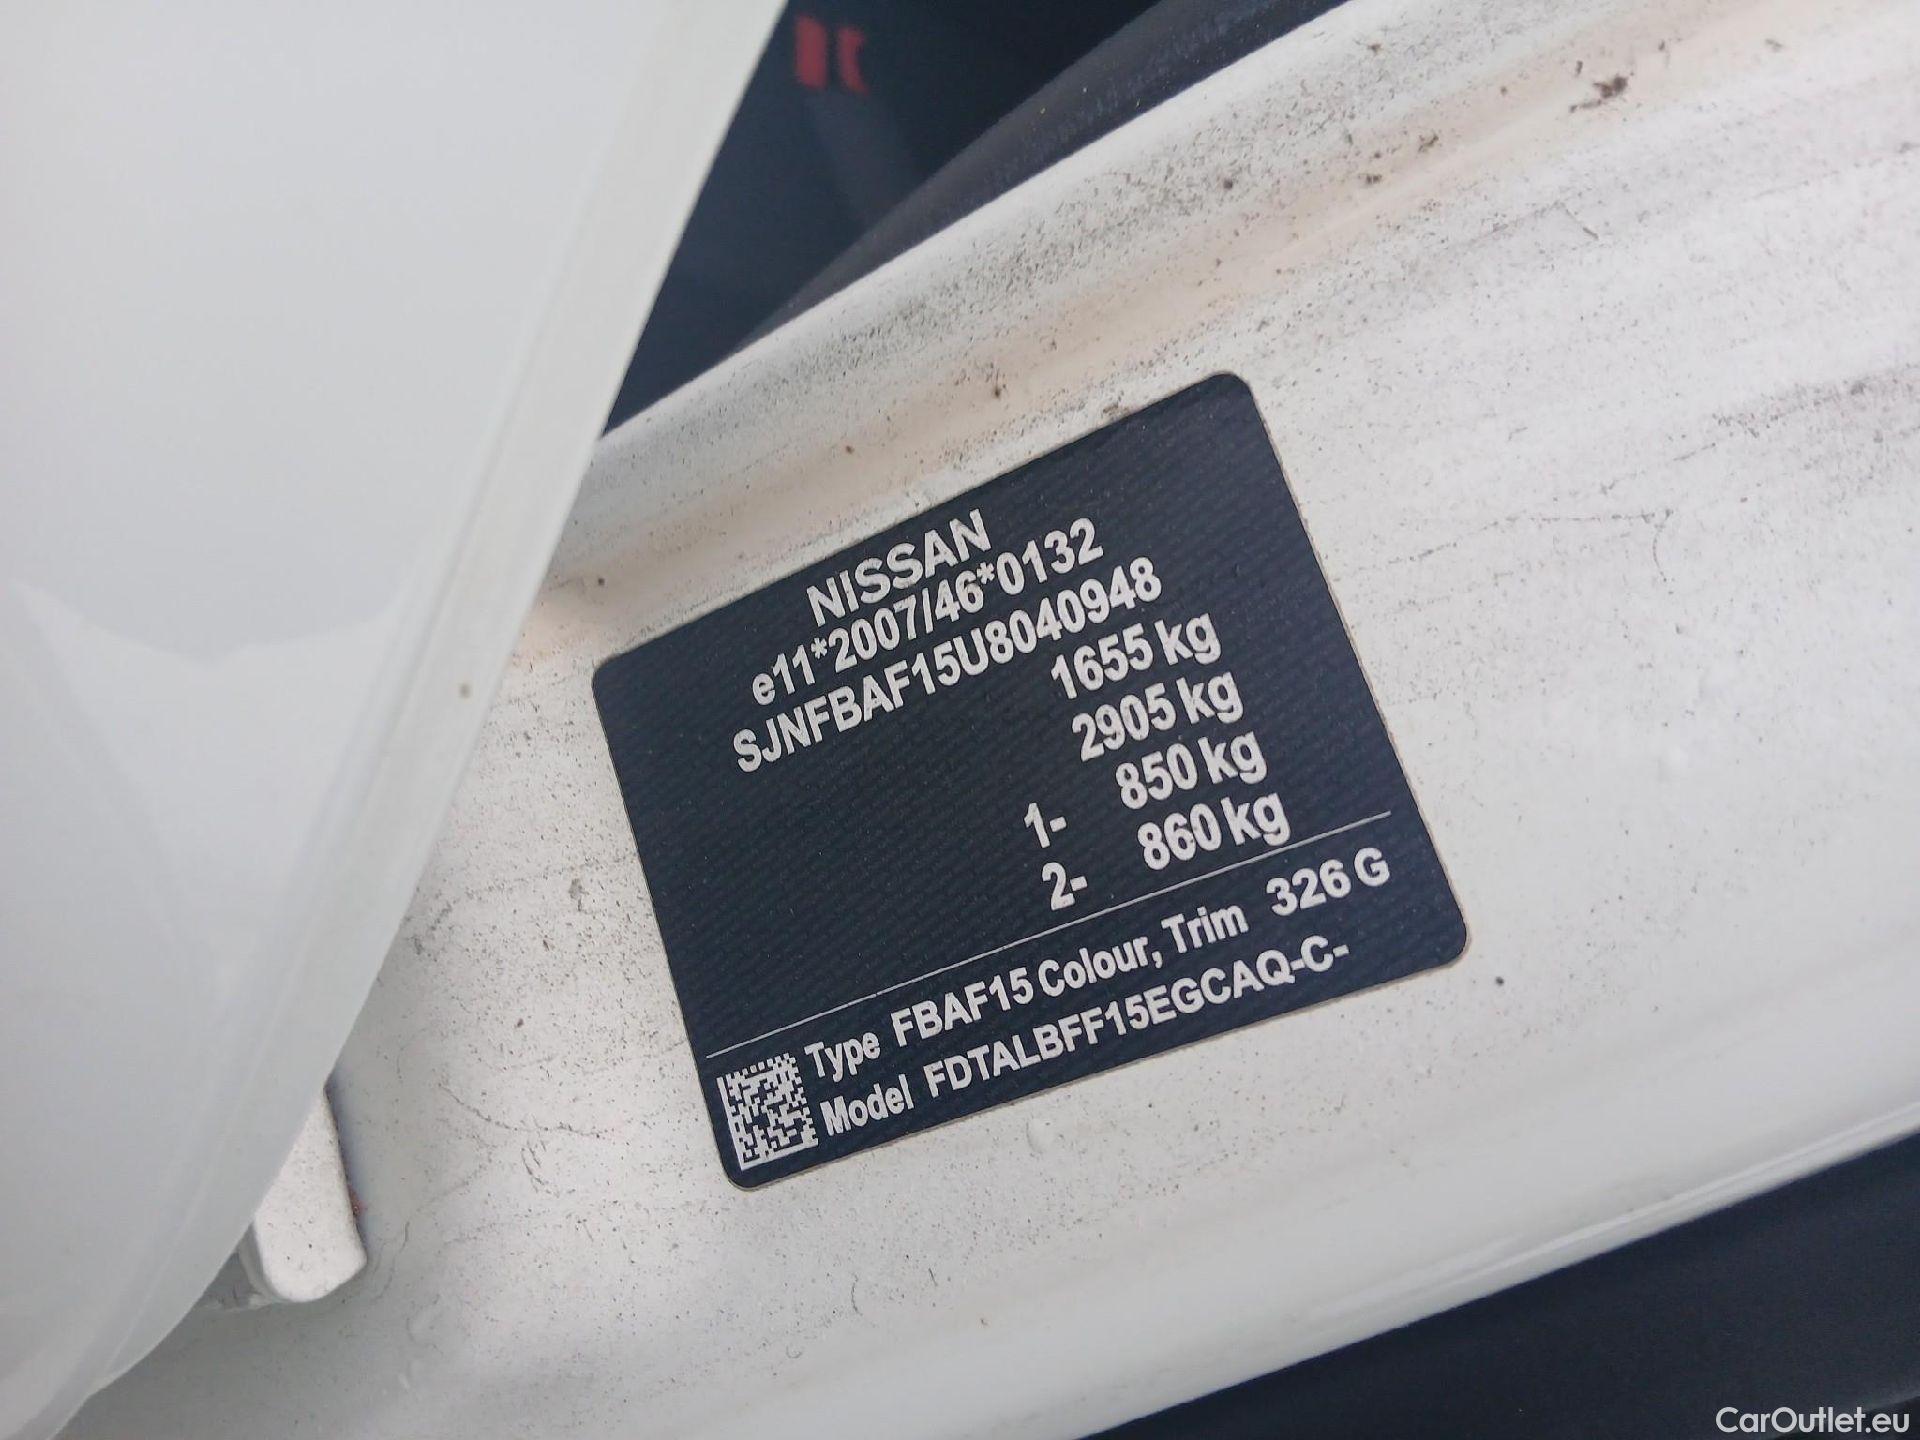 NISSAN
e11*2007/46*0132
SJNFBAF15U8040948
1655 kg
2905 kg
1- 850 kg
2- 860 kg
Type FBAF15 Colour, Trim 326 G
Model FDTALBFF15EGCAQ-C-
CarOutlet.eu